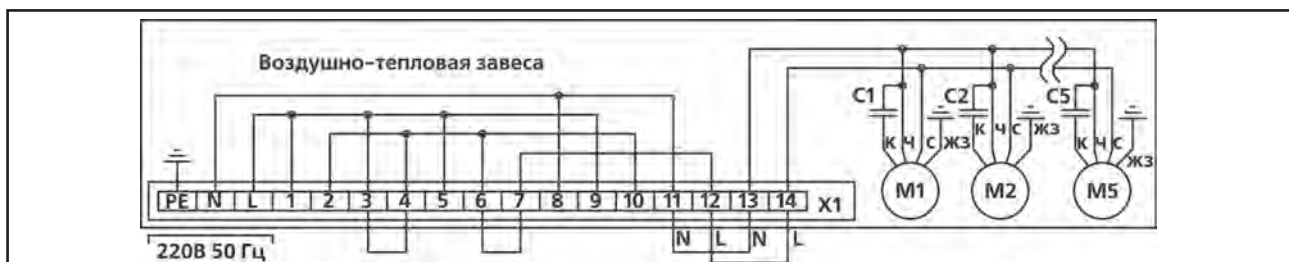 Воздушно-тепловая завеса
C1 C2 C5
К Ч С ЖЗ К Ч С ЖЗ К Ч С ЖЗ
M1 M2 M5
PE N L 1 2 3 4 5 6 7 8 9 10 11 12 13 14 X1
N L N L
220В 50 Гц